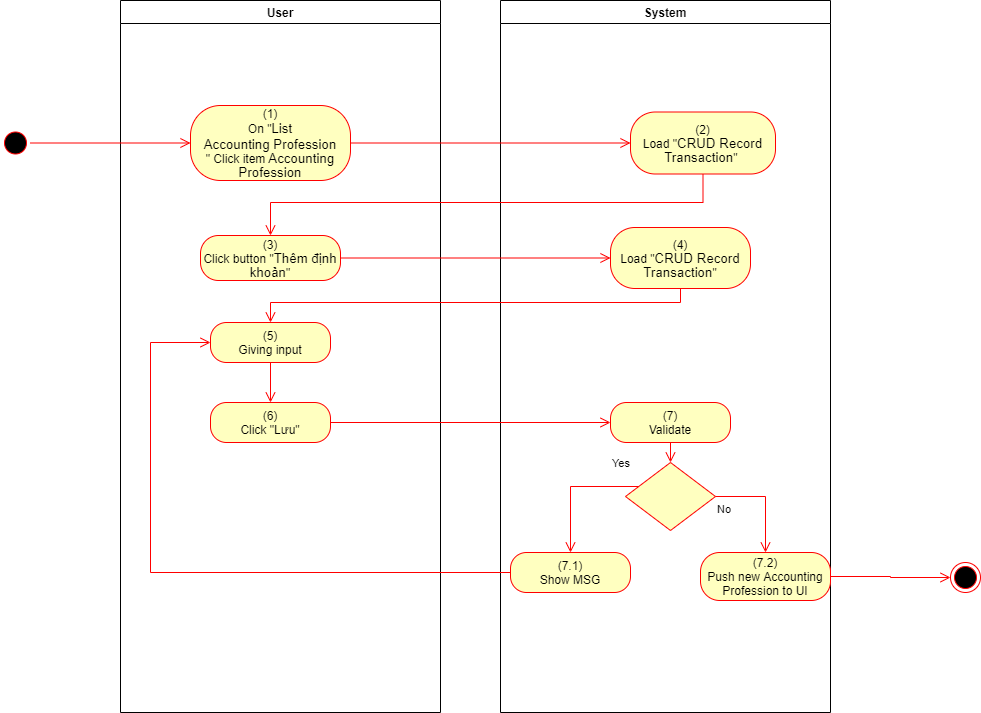 User
System
(1)
On "List
Accounting Profession
" Click item Accounting
Profession
(2)
Load "CRUD Record
Transaction"
(3)
Click button "Thêm định
khoản"
(4)
Load "CRUD Record
Transaction"
(5)
Giving input
(6)
Click "Lưu"
(7)
Validate
Yes
No
(7.1)
Show MSG
(7.2)
Push new Accounting
Profession to UI